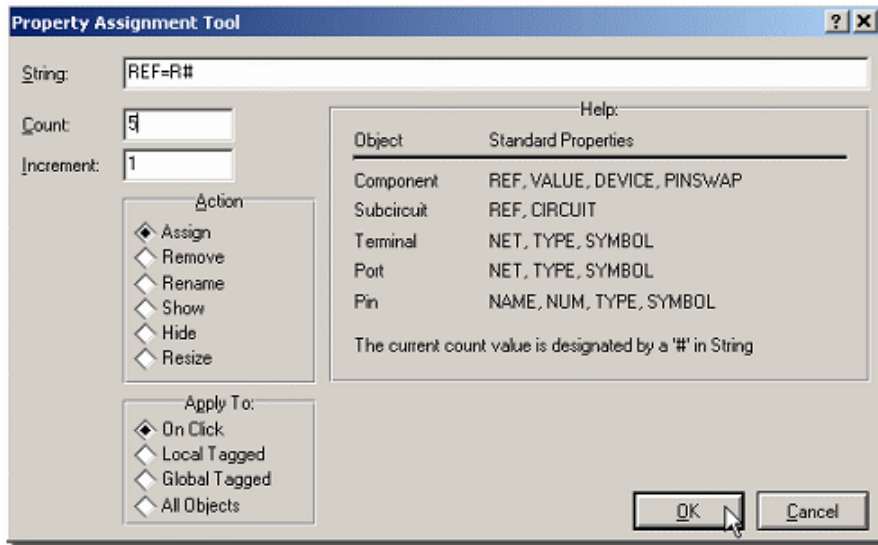 Property Assignment Tool
String: REF=R#
Count: 5
Increment: 1
Action
Assign
Remove
Rename
Show
Hide
Resize
Apply To:
On Click
Local Tagged
Global Tagged
All Objects
Help:
Object Standard Properties
Component REF, VALUE, DEVICE, PINSWAP
Subcircuit REF, CIRCUIT
Terminal NET, TYPE, SYMBOL
Port NET, TYPE, SYMBOL
Pin NAME, NUM, TYPE, SYMBOL
The current count value is designated by a '#' in String
OK Cancel